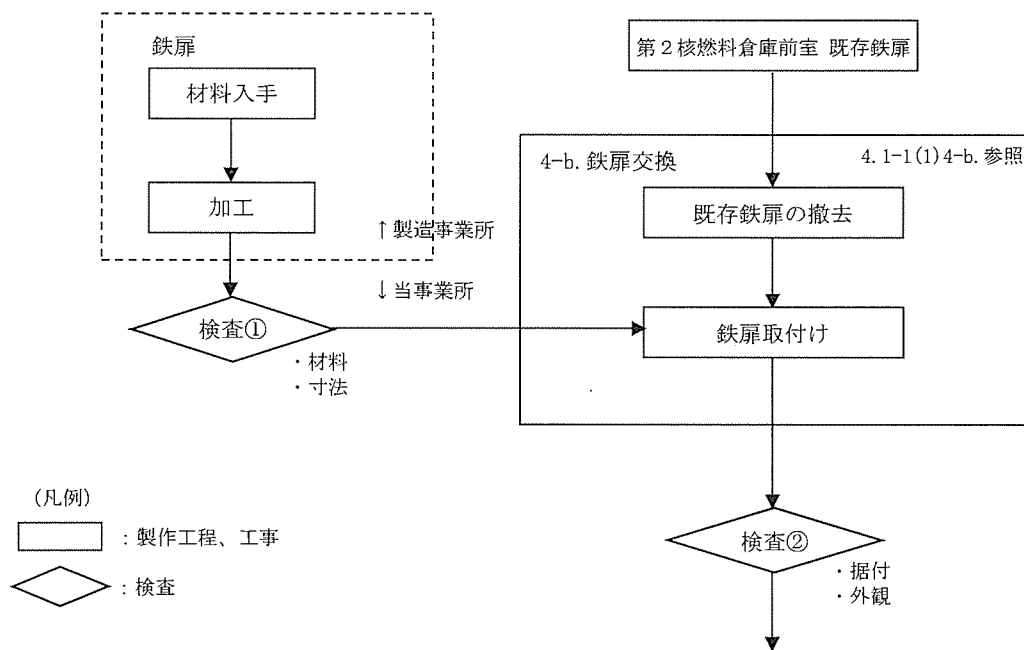 鉄扉
材料入手
加工
↑製造事業所
↓当事業所
検査①
・材料
・寸法
第2核燃料倉庫前室 既存鉄扉
4-b. 鉄扉交換
4.1-1(1)4-b. 参照
既存鉄扉の撤去
鉄扉取付け
検査②
・据付
・外観
(凡例)
：製作工程、工事
：検査